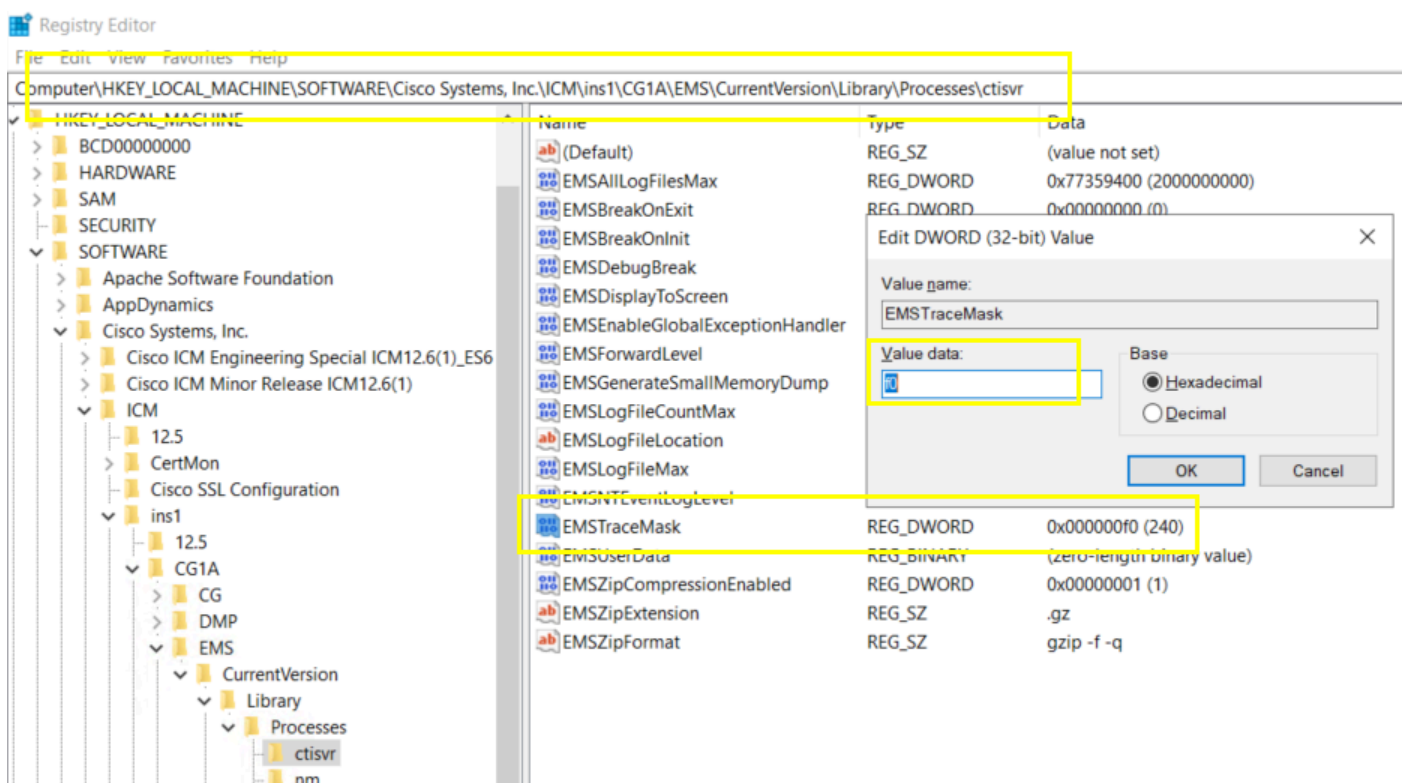 Registry Editor
File Edit View Favorites Help
Computer\HKEY_LOCAL_MACHINE\SOFTWARE\Cisco Systems, Inc.\ICM\ins1\CG1A\EMS\CurrentVersion\Library\Processes\ctisvr
HKEY_LOCAL_MACHINE
BCD00000000
HARDWARE
SAM
SECURITY
SOFTWARE
Apache Software Foundation
AppDynamics
Cisco Systems, Inc.
Cisco ICM Engineering Special ICM12.6(1)_ES6
Cisco ICM Minor Release ICM12.6(1)
ICM
12.5
CertMon
Cisco SSL Configuration
ins1
12.5
CG1A
CG
DMP
EMS
CurrentVersion
Library
Processes
ctisvr
nm
Name Type Data
(Default) REG_SZ (value not set)
EMSAllLogFilesMax REG_DWORD 0x77359400 (2000000000)
EMSBreakOnExit REG_DWORD 0x00000000 (0)
EMSBreakOnInit
EMSDebugBreak
EMSDisplayToScreen
EMSEnableGlobalExceptionHandler
EMSForwardLevel
EMSGenerateSmallMemoryDump
EMSLogFileCountMax
EMSLogFileLocation
EMSLogFileMax
EMSNTEventLogLevel
EMSTraceMask REG_DWORD 0x000000f0 (240)
EMSUserData REG_BINARY (zero-length binary value)
EMSZipCompressionEnabled REG_DWORD 0x00000001 (1)
EMSZipExtension REG_SZ .gz
EMSZipFormat REG_SZ gzip -f -q
Edit DWORD (32-bit) Value
Value name:
EMSTraceMask
Value data:
f0
Base
Hexadecimal
Decimal
OK Cancel